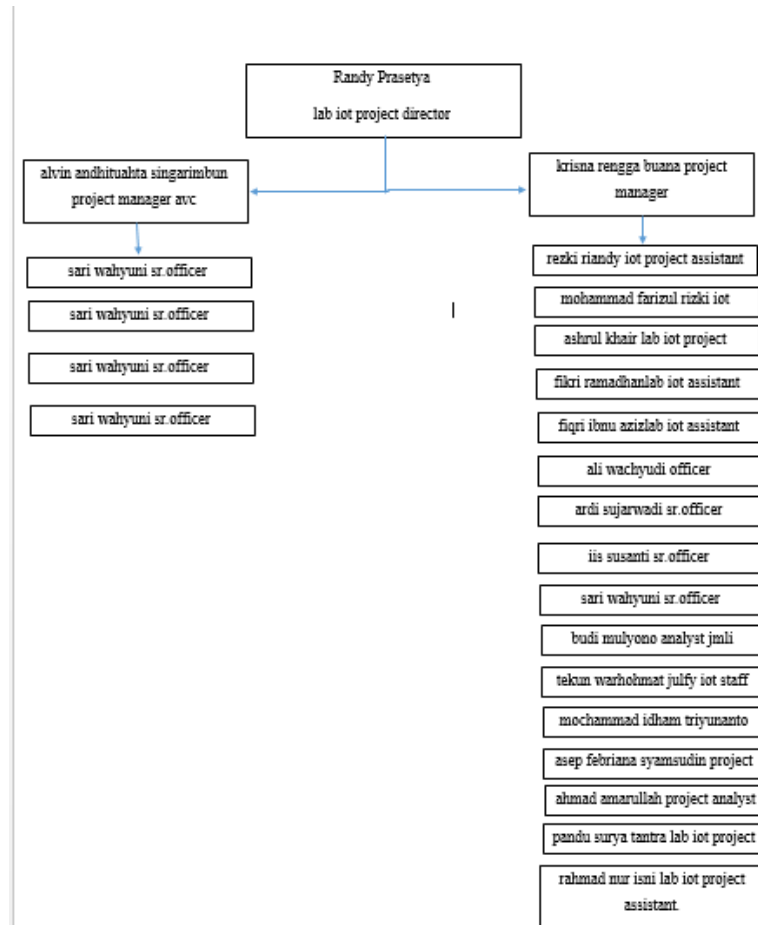 Randy Prasetya
lab iot project director
alvin andhituahta singarimbun
project manager avc
krisna rengga buana project
manager
sari wahyuni sr.officer
sari wahyuni sr.officer
sari wahyuni sr.officer
sari wahyuni sr.officer
rezki riandy iot project assistant
mohammad farizul rizki iot
ashrul khair lab iot project
fikri ramadhanlab iot assistant
fiqri ibnu azizlab iot assistant
ali wachyudi officer
ardi sujarwadi sr.officer
iis susanti sr.officer
sari wahyuni sr.officer
budi mulyono analyst jmli
tekun warhohmat julfy iot staff
mochammad idham triyunanto
asep febriana syamsudin project
ahmad amarullah project analyst
pandu surya tantra lab iot project
rahmad nur isni lab iot project
assistant.